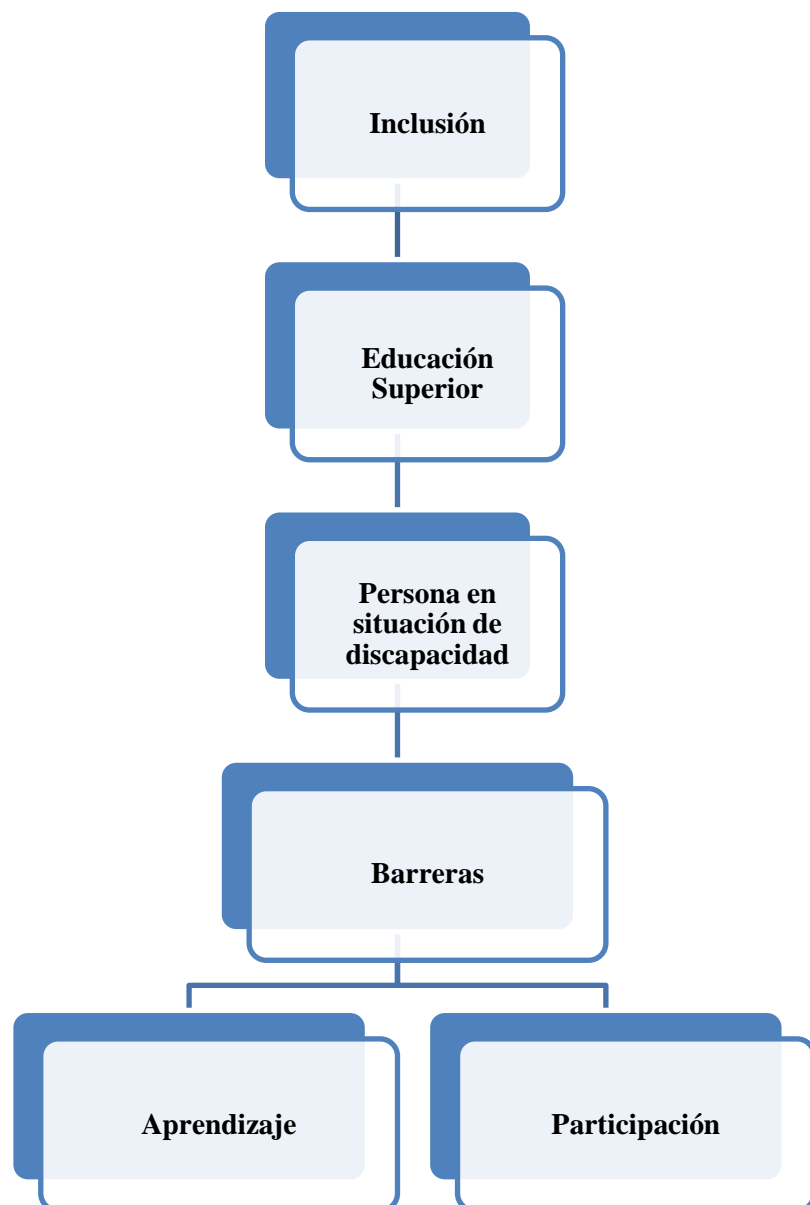 Inclusión
Educación
Superior
Persona en
situación de
discapacidad
Barreras
Aprendizaje
Participación